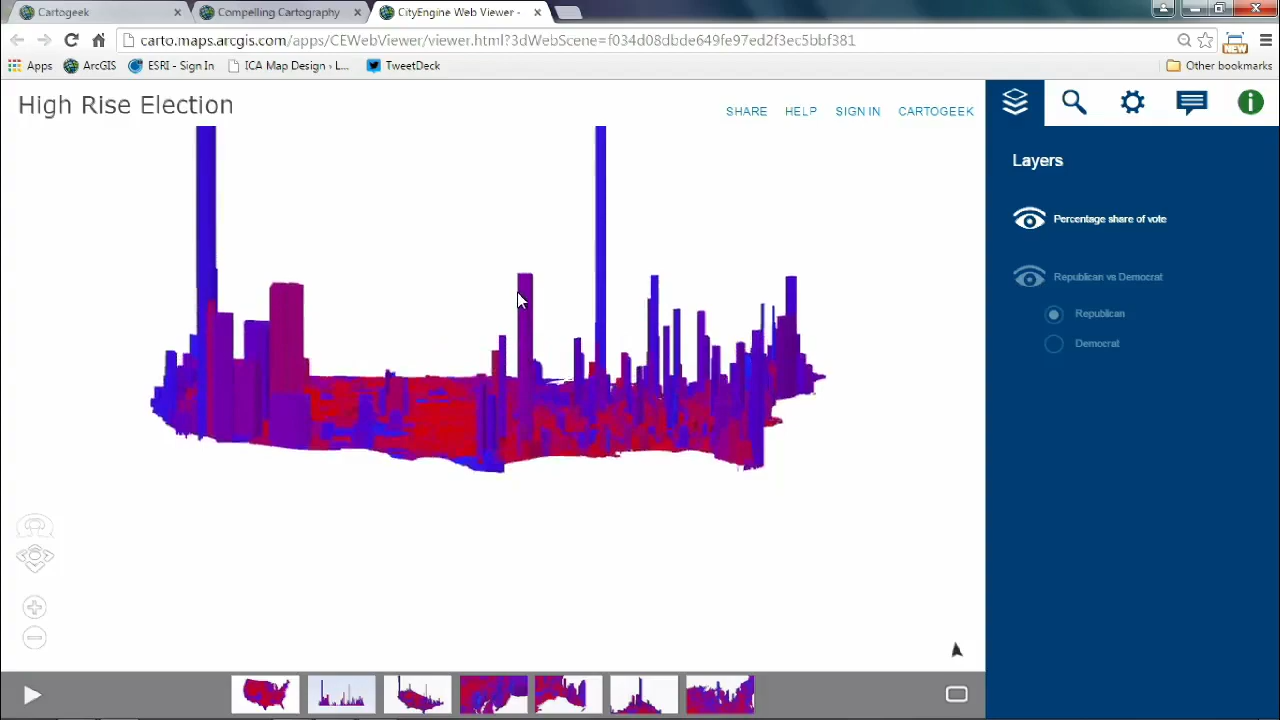 Cartogeek
Compelling Cartography
CityEngine Web Viewer -
carto.maps.arcgis.com/apps/CEWebViewer/viewer.html?3dWebScene=f034d08dbde649fe97ed2f3ec5bbf381
NEW
Apps
ArcGIS
ESRI - Sign In
ICA Map Design › L...
TweetDeck
Other bookmarks
High Rise Election
SHARE
HELP
SIGN IN
CARTOGEEK
Layers
Percentage share of vote
Republican vs Democrat
Republican
Democrat